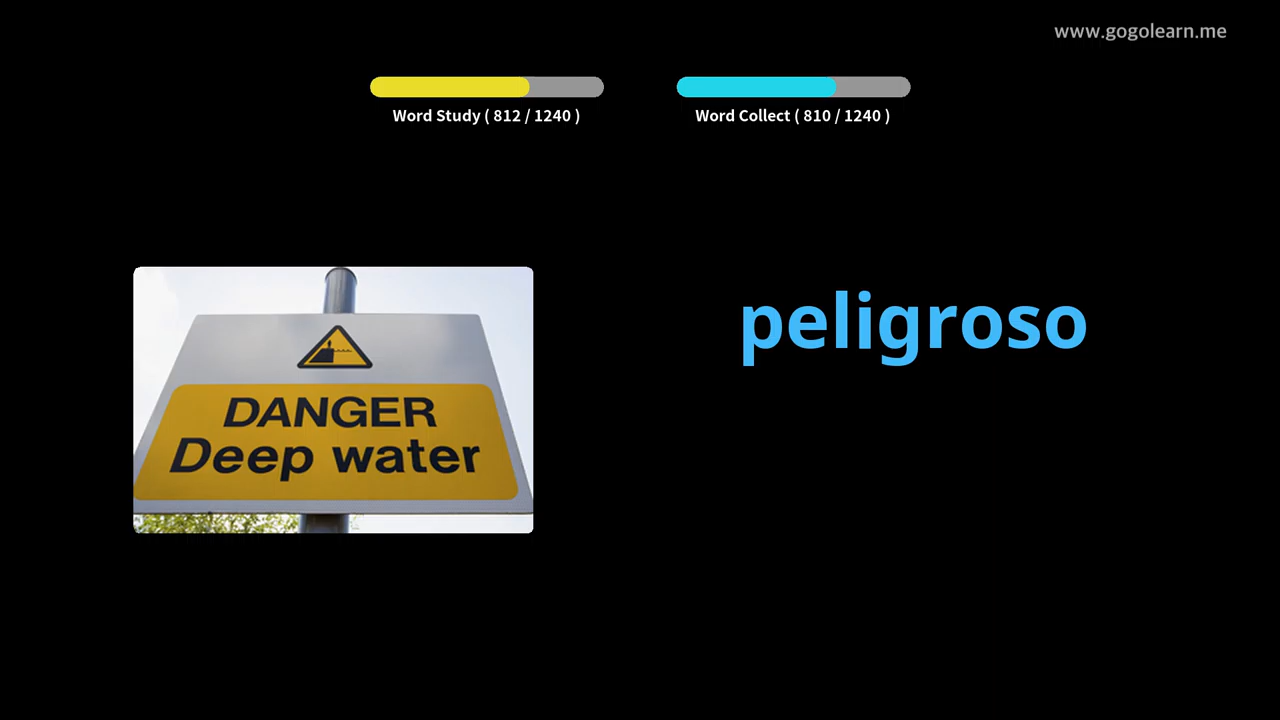 www.gogolearn.me
Word Study ( 812 / 1240 )
Word Collect ( 810 / 1240 )
DANGER
Deep water
peligroso